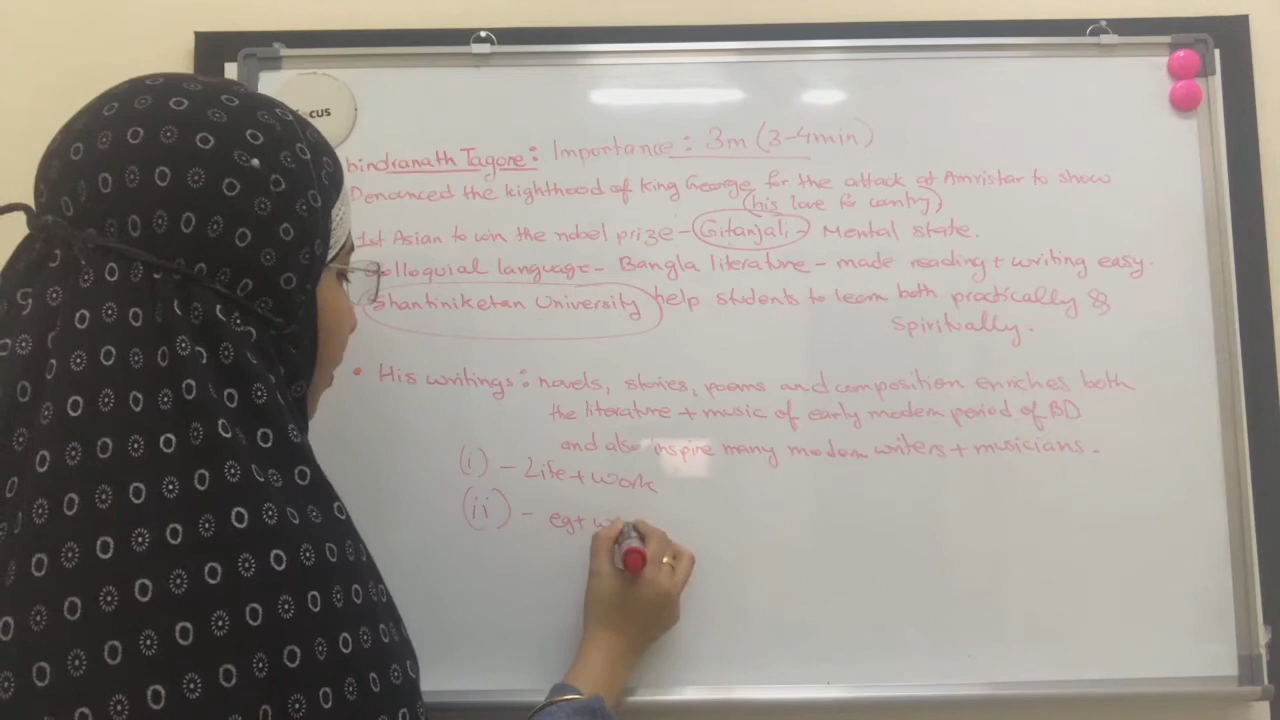 cus
bindranath Tagore: Importance: 3m (3-4min)
Denounced the kighthood of King George for the attack at Amristar to show
(his love for
1st Asian to win the nobel prize - Gitanjali - Mental state.
olloquial language - Bangla literature - made reading + writing easy.
Shantiniketan University help students to learn both practically &
Spiritually.
• His writings: novels, stories, poems and composition enriches both
the literature + music of early modern period of BD
and also inspire many modern writers + musicians.
(i) - Life + work
(ii) - eg + w